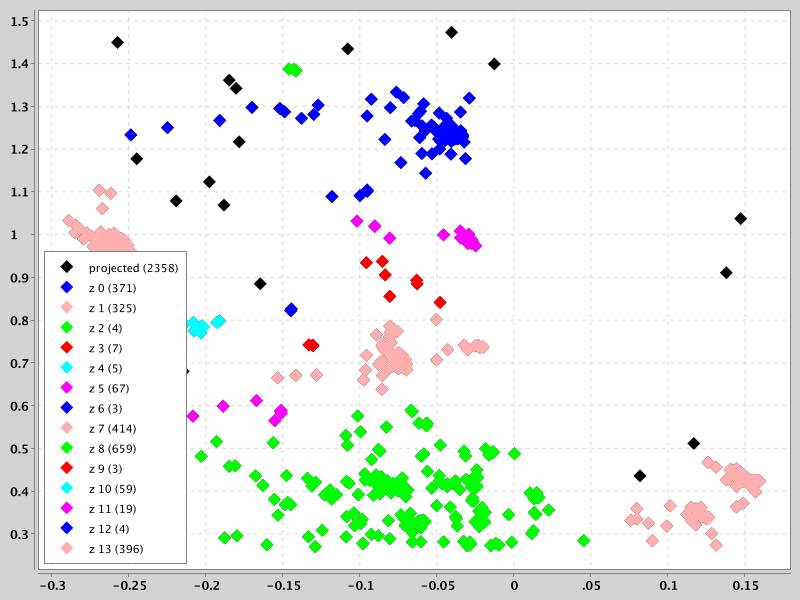 1.5
1.4
1.3
1.2
1.1
1
0.9
0.8
0.7
0.6
0.5
0.4
0.3
projected (2358)
z 0 (371)
z 1 (325)
z 2 (4)
z 3 (7)
z 4 (5)
z 5 (67)
z 6 (3)
z 7 (414)
z 8 (659)
z 9 (3)
z 10 (59)
z 11 (19)
z 12 (4)
z 13 (396)
-0.3 -0.25 -0.2 -0.15 -0.1 -0.05 0 .05 0.1 0.15